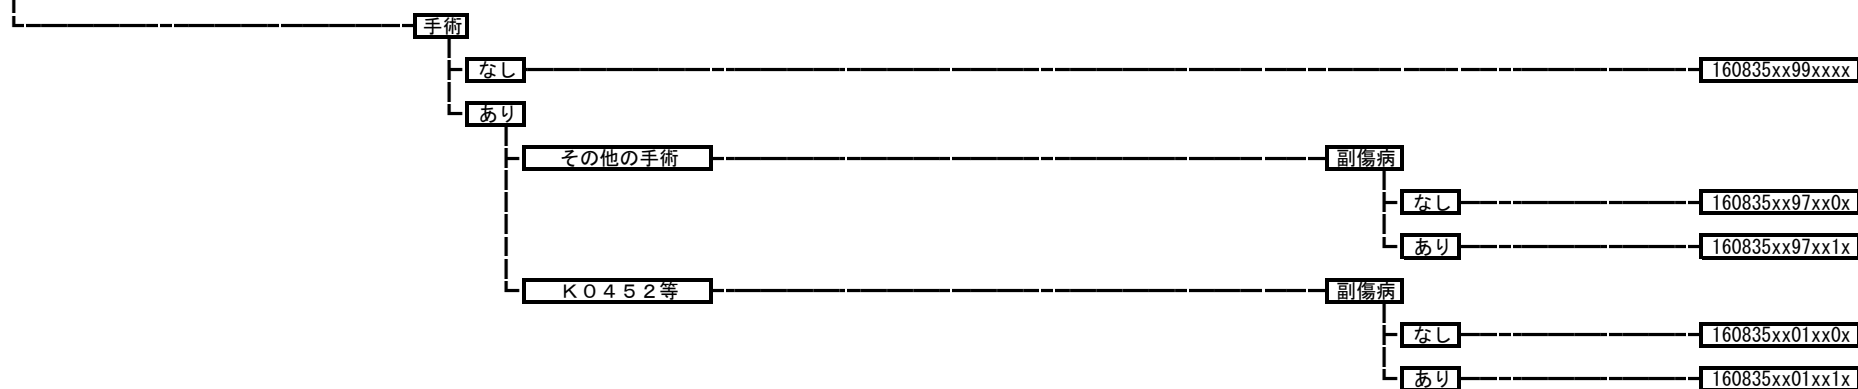 手術
なし 160835xx99xxxx
あり
その他の手術 副傷病
なし 160835xx97xx0x
あり 160835xx97xx1x
Ｋ０４５２等 副傷病
なし 160835xx01xx0x
あり 160835xx01xx1x